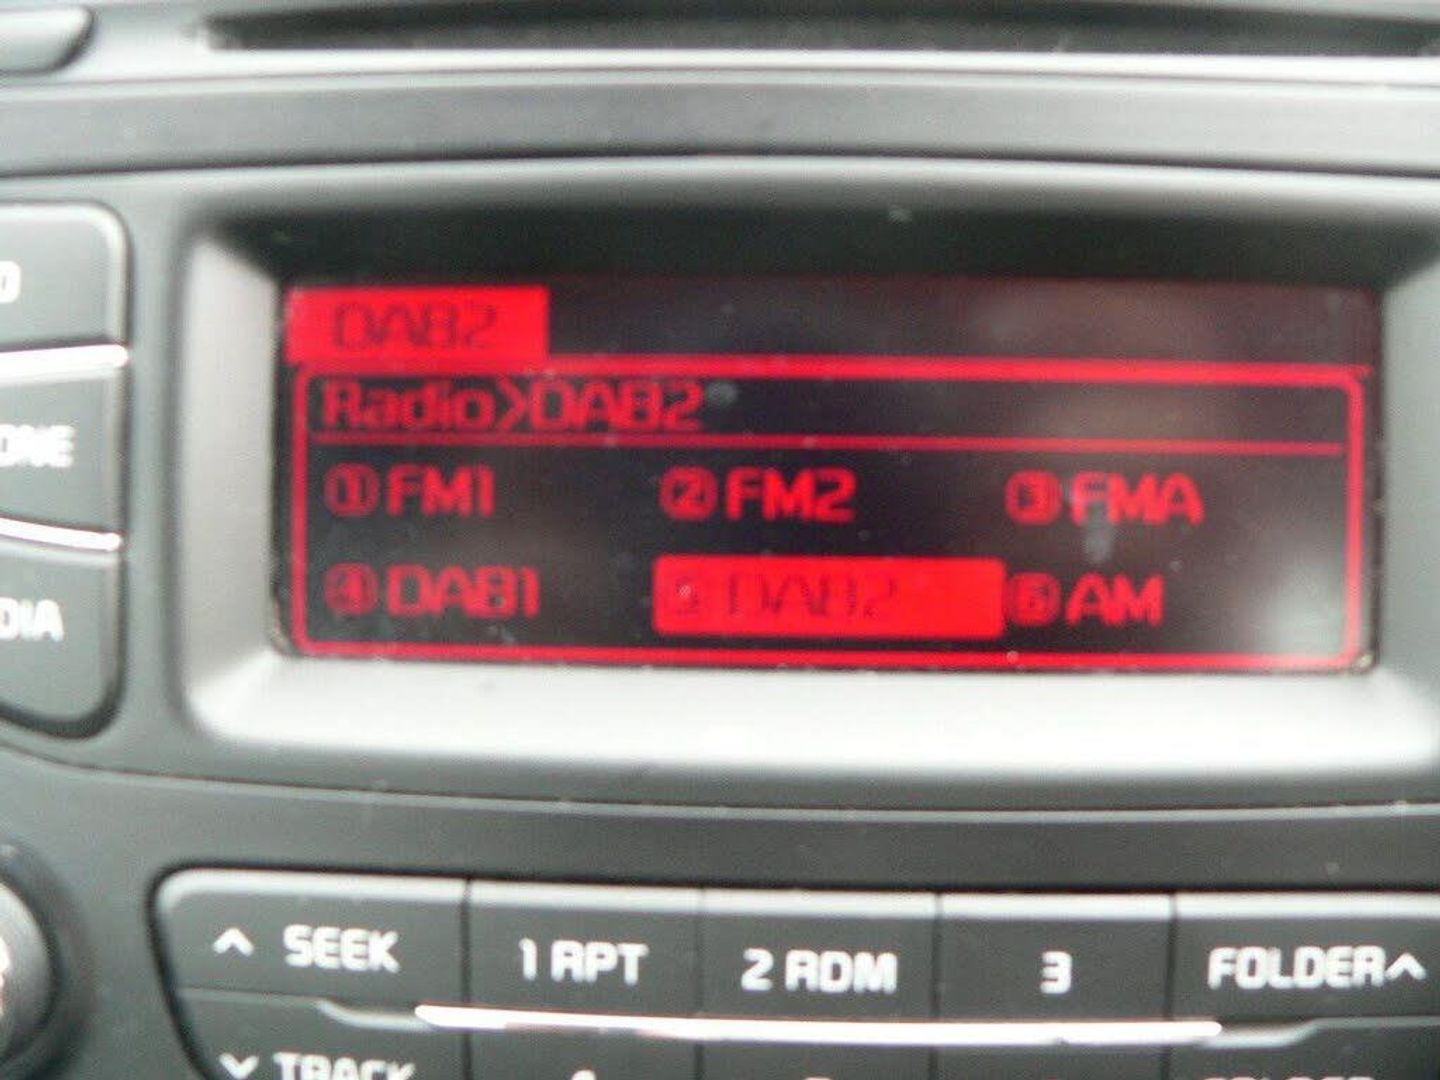 DAB2
Radio>DAB2
①FM1 ②FM2 ③FMA
④DAB1 ⑤DAB2 ⑥AM
^ SEEK 1 RPT 2 RDM 3 FOLDER^
˅ TRACK